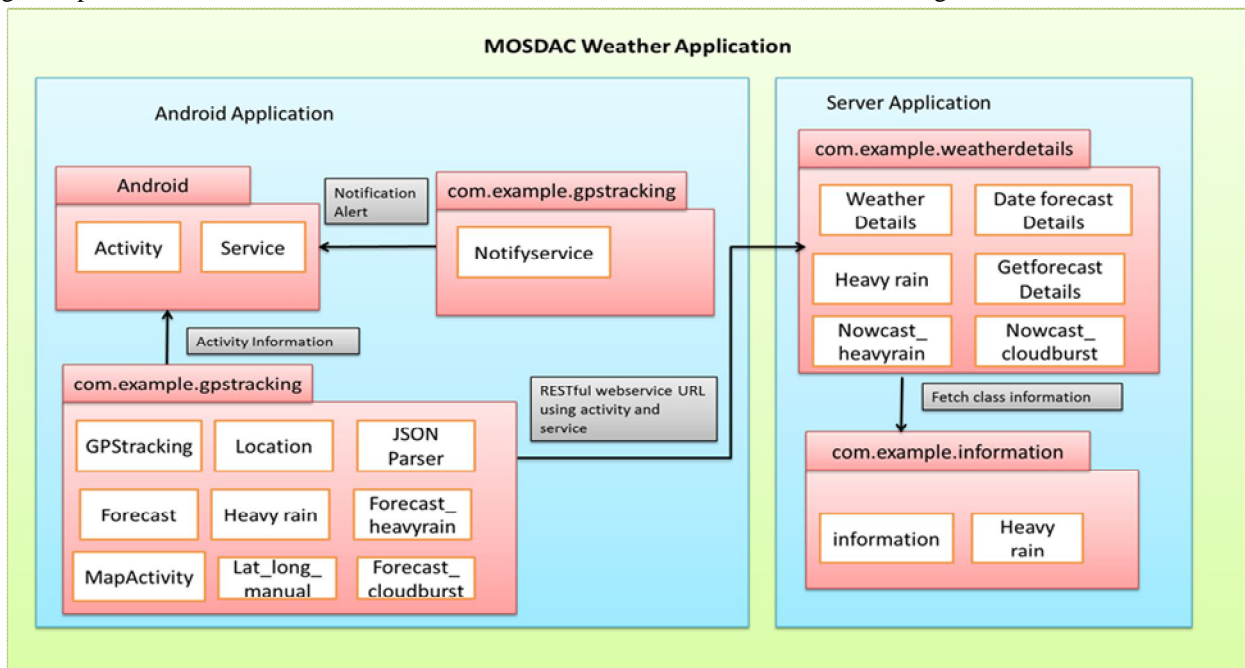 MOSDAC Weather Application
Android Application
Android
Activity
Service
Notification
Alert
com.example.gpstracking
Notifyservice
Activity Information
com.example.gpstracking
GPStracking
Location
JSON
Parser
Forecast
Heavy rain
Forecast_
heavyrain
MapActivity
Lat_long_
manual
Forecast_
cloudburst
RESTful webservice URL
using activity and
service
Server Application
com.example.weatherdetails
Weather
Details
Date forecast
Details
Heavy rain
Getforecast
Details
Nowcast_
heavyrain
Nowcast_
cloudburst
Fetch class information
com.example.information
information
Heavy
rain